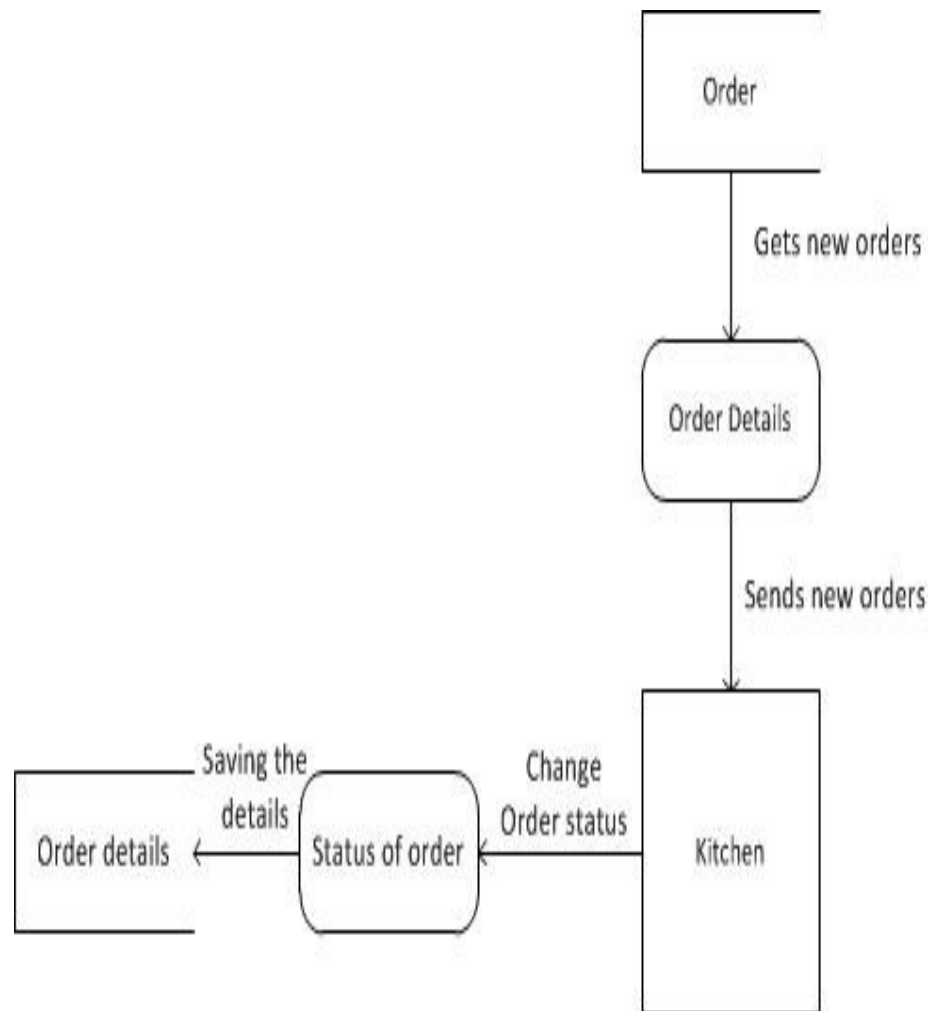 Order
Gets new orders
Order Details
Sends new orders
Saving the
details
Change
Order status
Order details
Status of order
Kitchen